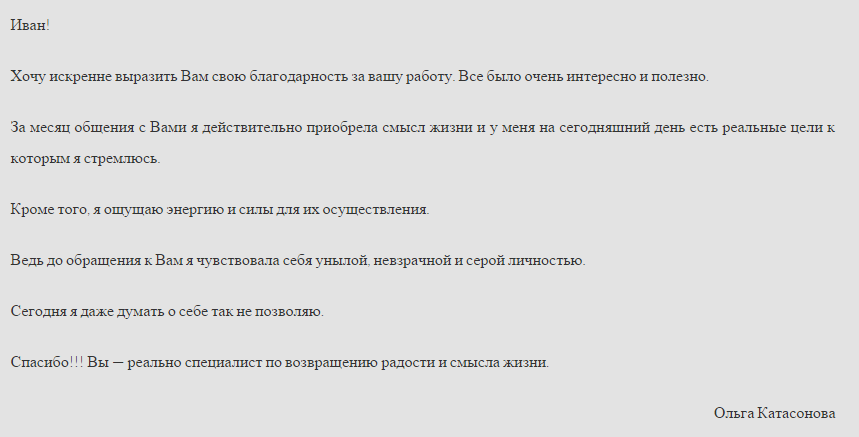 Иван!
Хочу искренне выразить Вам свою благодарность за вашу работу. Все было очень интересно и полезно.
За месяц общения с Вами я действительно приобрела смысл жизни и у меня на сегодняшний день есть реальные цели к
которым я стремлюсь.
Кроме того, я ощущаю энергию и силы для их осуществления.
Ведь до обращения к Вам я чувствовала себя унылой, невзрачной и серой личностью.
Сегодня я даже думать о себе так не позволяю.
Спасибо!!! Вы — реально специалист по возвращению радости и смысла жизни.
Ольга Катасонова